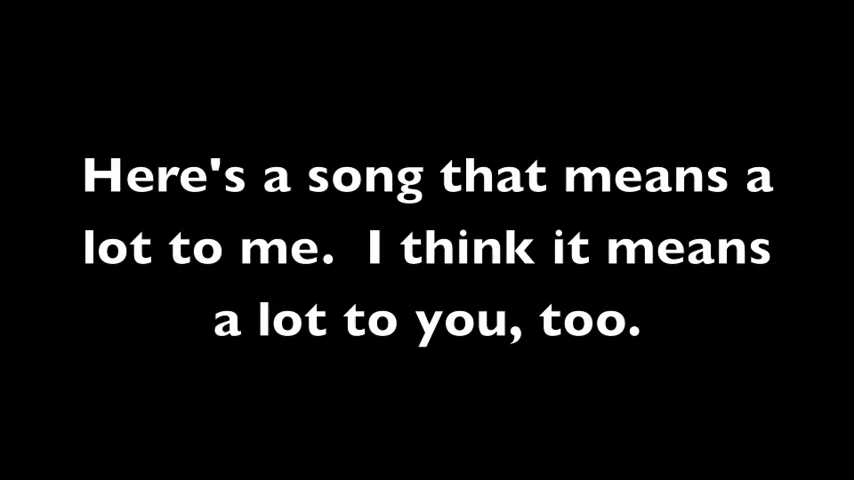 Here's a song that means a
lot to me.  I think it means
a lot to you, too.